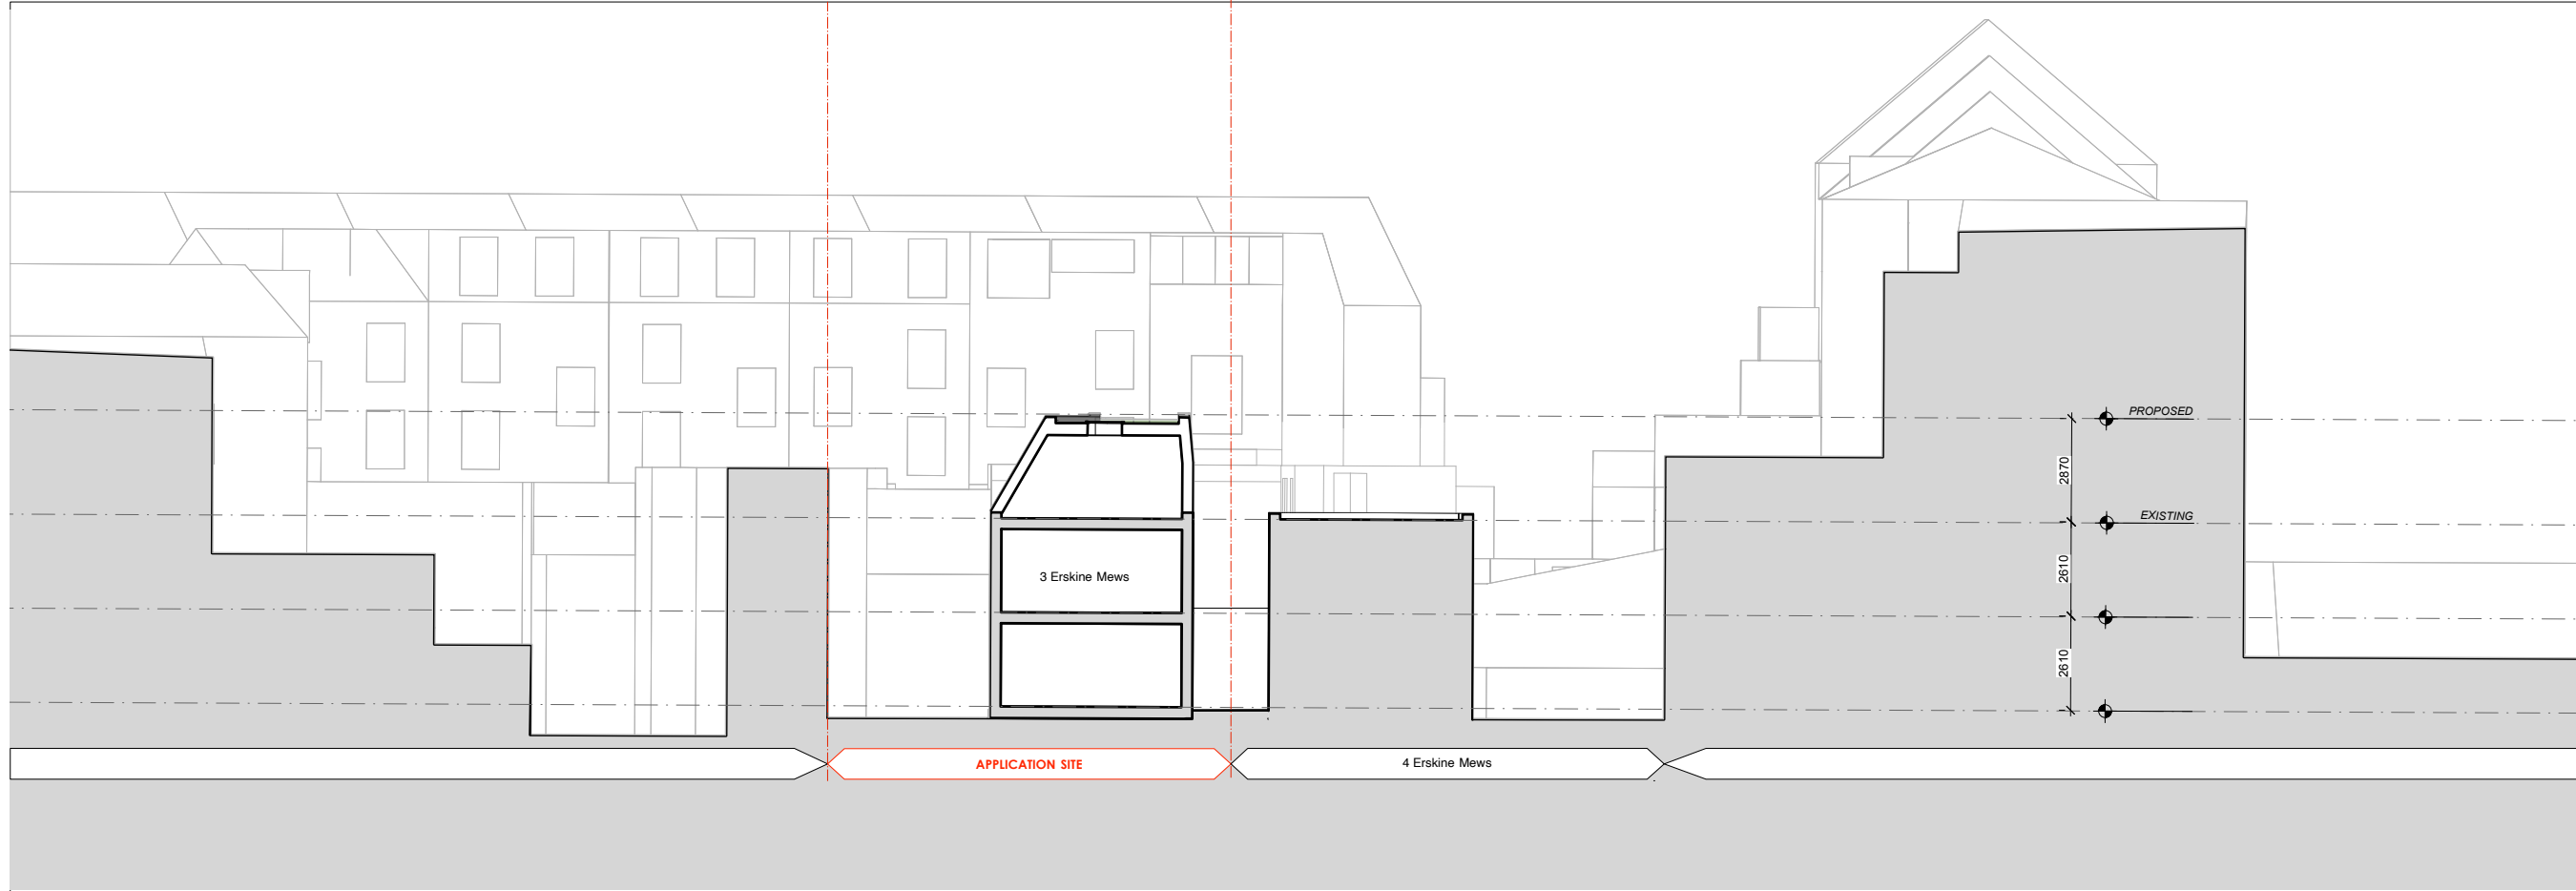 PROPOSED
2870
EXISTING
2610
3 Erskine Mews
2610
APPLICATION SITE
4 Erskine Mews